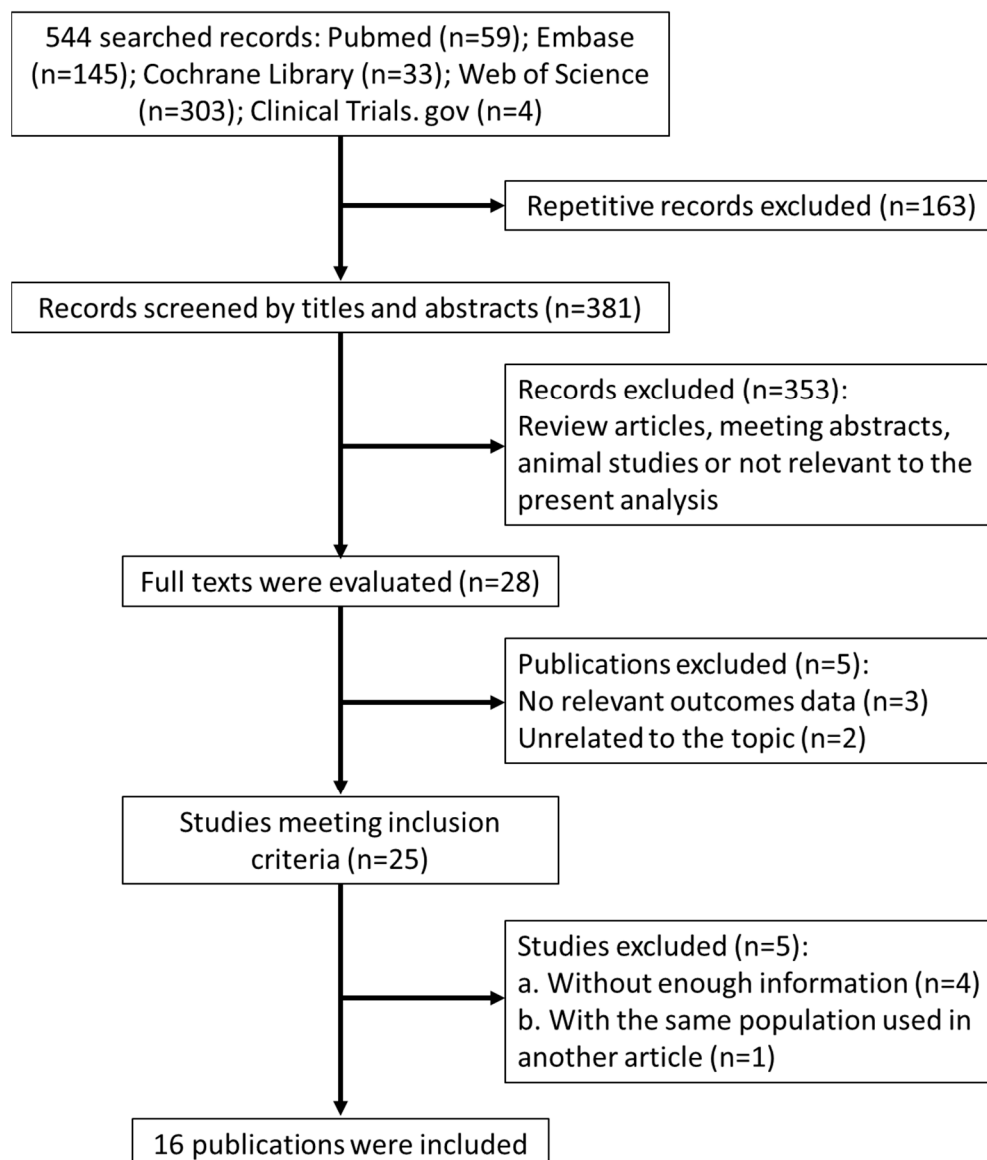 544 searched records: Pubmed (n=59); Embase
(n=145); Cochrane Library (n=33); Web of Science
(n=303); Clinical Trials. gov (n=4)
Repetitive records excluded (n=163)
Records screened by titles and abstracts (n=381)
Records excluded (n=353):
Review articles, meeting abstracts,
animal studies or not relevant to the
present analysis
Full texts were evaluated (n=28)
Publications excluded (n=5):
No relevant outcomes data (n=3)
Unrelated to the topic (n=2)
Studies meeting inclusion
criteria (n=25)
Studies excluded (n=5):
a. Without enough information (n=4)
b. With the same population used in
another article (n=1)
16 publications were included